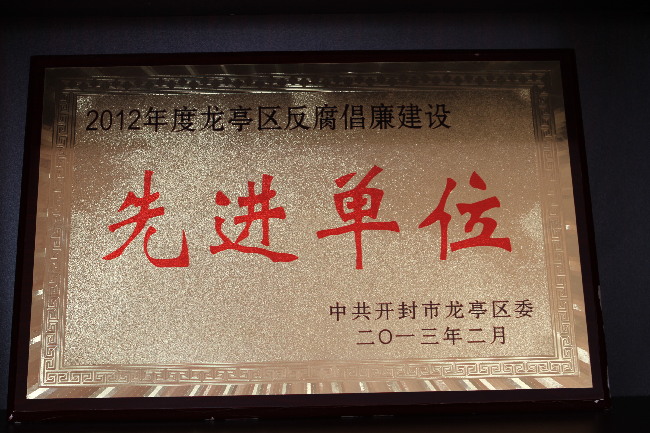 2012年度龙亭区反腐倡廉建设
先进单位
中共开封市龙亭区委
二〇一三年二月